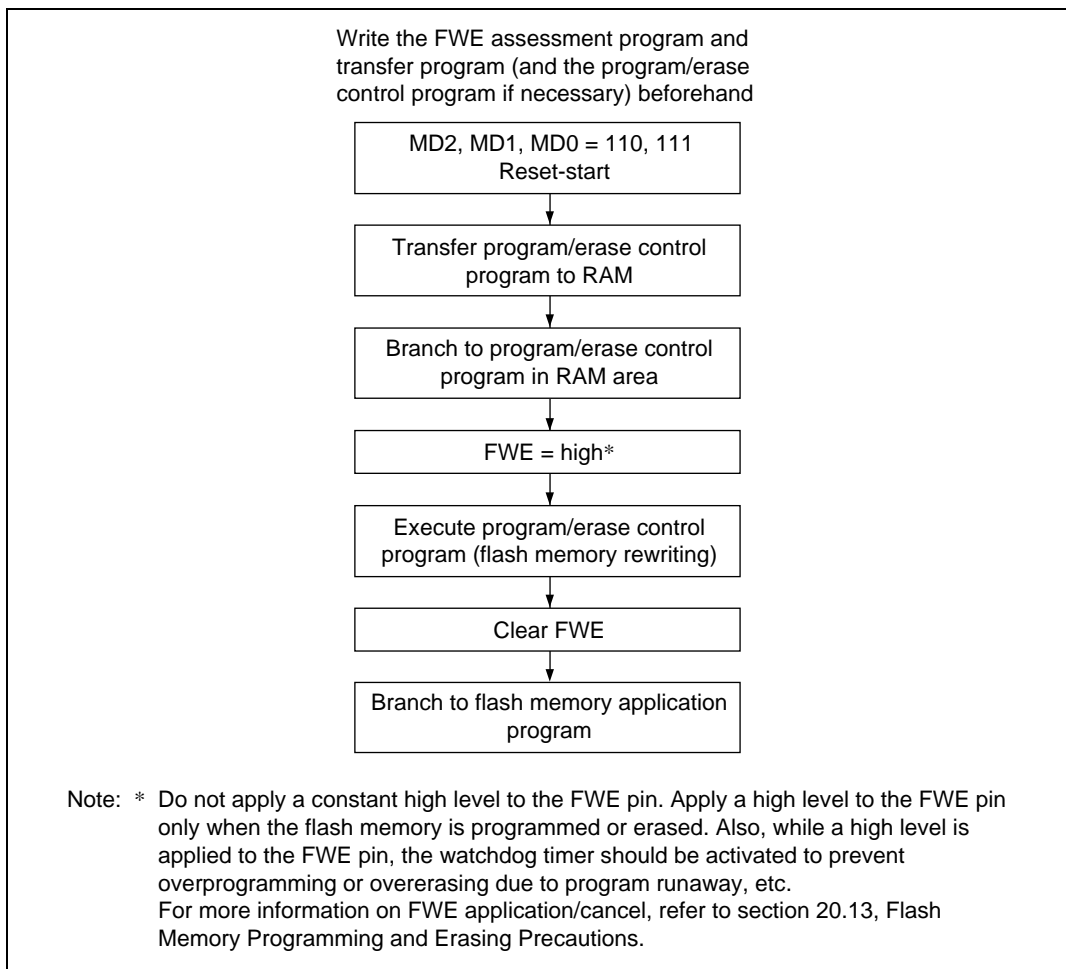 Write the FWE assessment program and
transfer program (and the program/erase
control program if necessary) beforehand
MD2, MD1, MD0 = 110, 111
Reset-start
Transfer program/erase control
program to RAM
Branch to program/erase control
program in RAM area
FWE = high*
Execute program/erase control
program (flash memory rewriting)
Clear FWE
Branch to flash memory application
program
Note: * Do not apply a constant high level to the FWE pin. Apply a high level to the FWE pin
only when the flash memory is programmed or erased. Also, while a high level is
applied to the FWE pin, the watchdog timer should be activated to prevent
overprogramming or overerasing due to program runaway, etc.
For more information on FWE application/cancel, refer to section 20.13, Flash
Memory Programming and Erasing Precautions.